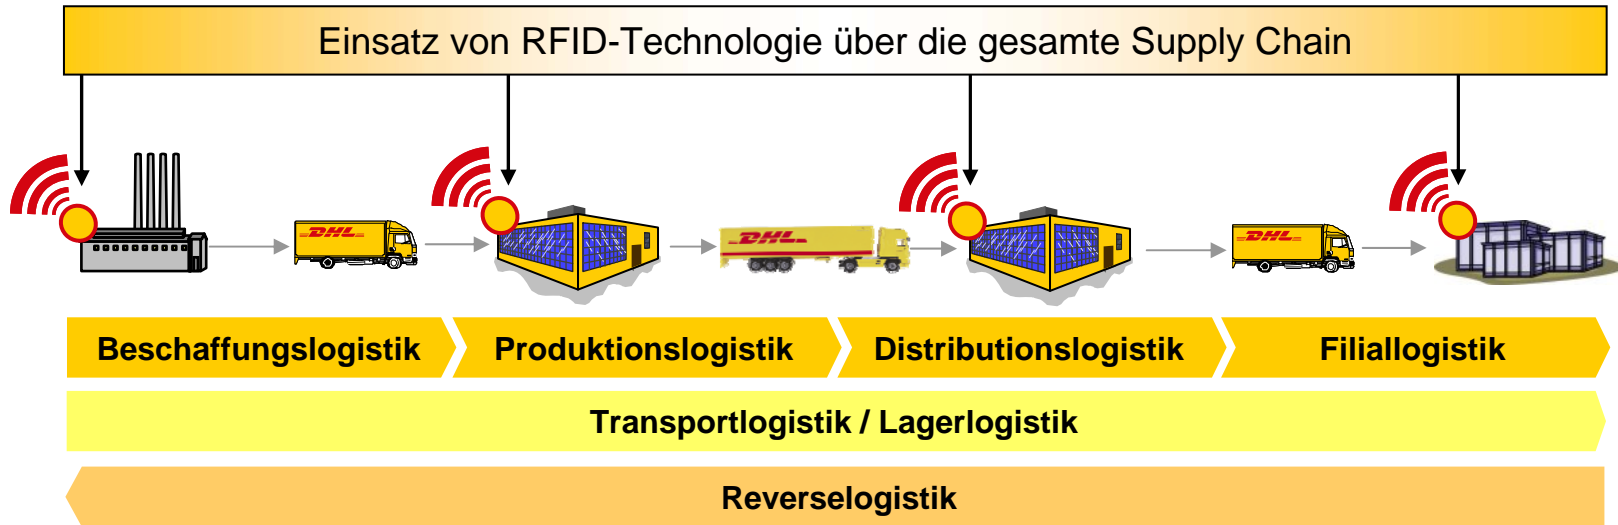 Einsatz von RFID-Technologie über die gesamte Supply Chain
DHL
DHL
DHL
Beschaffungslogistik
Produktionslogistik
Distributionslogistik
Filiallogistik
Transportlogistik / Lagerlogistik
Reverselogistik